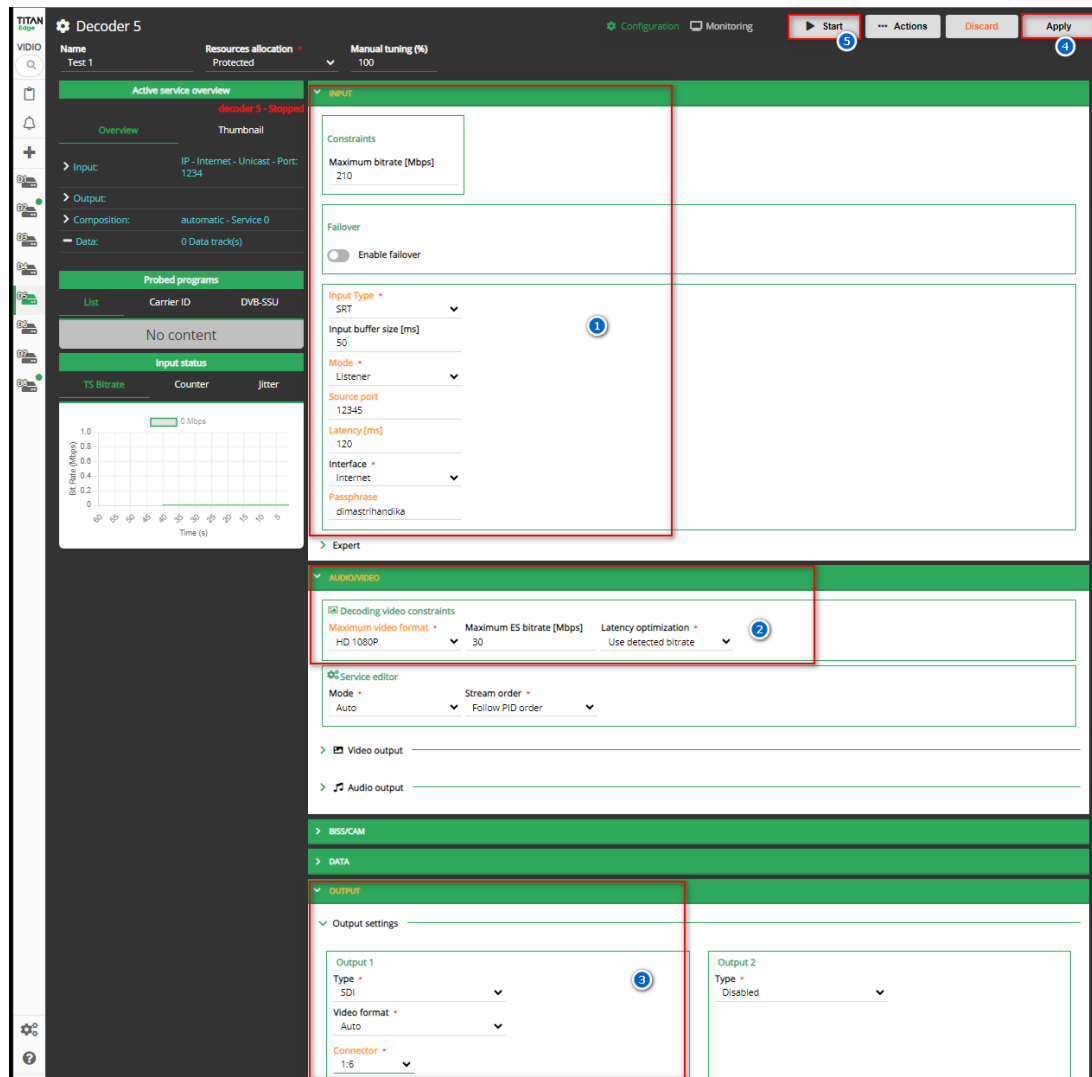 TITAN
Edge
VIDIO
Decoder 5
Configuration
Monitoring
Start
5
Actions
Discard
Apply
4
Name
Resources allocation *
Manual tuning (%)
Test 1
Protected
100
Active service overview
decoder 5 - Stopped
Overview
Thumbnail
Input:
IP - Internet - Unicast - Port:
1234
Output:
Composition:
automatic - Service 0
Data:
0 Data track(s)
Probed programs
List
Carrier ID
DVB-SSU
No content
Input status
TS Bitrate
Counter
Jitter
0 Mbps
Bit Rate (Mbps)
1.0
0.8
0.6
0.4
0.2
0
60 55 50 45 40 35 30 25 20 15 10 5
Time (s)
D1
D2
D3
D4
D5
D6
D7
D8
INPUT
Constraints
Maximum bitrate [Mbps]
210
Failover
Enable failover
Input Type *
SRT
1
Input buffer size [ms]
50
Mode *
Listener
Source port
12345
Latency [ms]
120
Interface *
Internet
Passphrase
dimastrihandika
Expert
AUDIO/VIDEO
Decoding video constraints
Maximum video format *
Maximum ES bitrate [Mbps]
Latency optimization *
2
HD 1080P
30
Use detected bitrate
Service editor
Mode *
Stream order *
Auto
Follow PID order
Video output
Audio output
BISS/CAM
DATA
OUTPUT
Output settings
Output 1
Output 2
Type *
3
Type *
SDI
Disabled
Video format *
Auto
Connector *
1:6